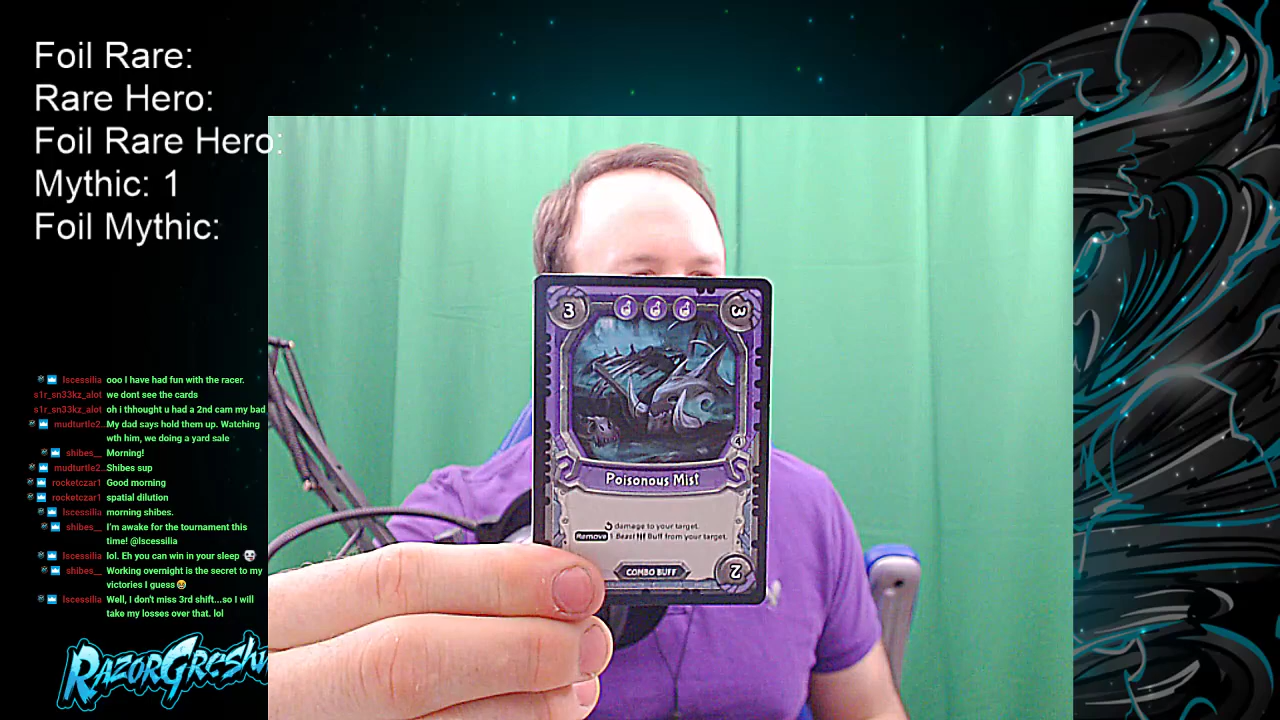 Foil Rare:
Rare Hero:
Foil Rare Hero:
Mythic: 1
Foil Mythic:
lscessilia ooo I have had fun with the racer.
s1r_sn33kz_alot we dont see the cards
s1r_sn33kz_alot oh i thhought u had a 2nd cam my bad
mudturtle2.. My dad says hold them up. Watching
wth him, we doing a yard sale
shibes__ Morning!
mudturtle2.. Shibes sup
rocketczar1 Good morning
rocketczar1 spatial dilution
lscessilia morning shibes.
shibes__ I'm awake for the tournament this
time! @lscessilia
lscessilia lol. Eh you can win in your sleep
shibes__ Working overnight is the secret to my
victories I guess
lscessilia Well, I don't miss 3rd shift...so I will
take my losses over that. lol
RAZORGRESH
3
3
4
Poisonous Mist
damage to your target.
Remove 1 Beast Buff from your target.
COMBO BUFF
2